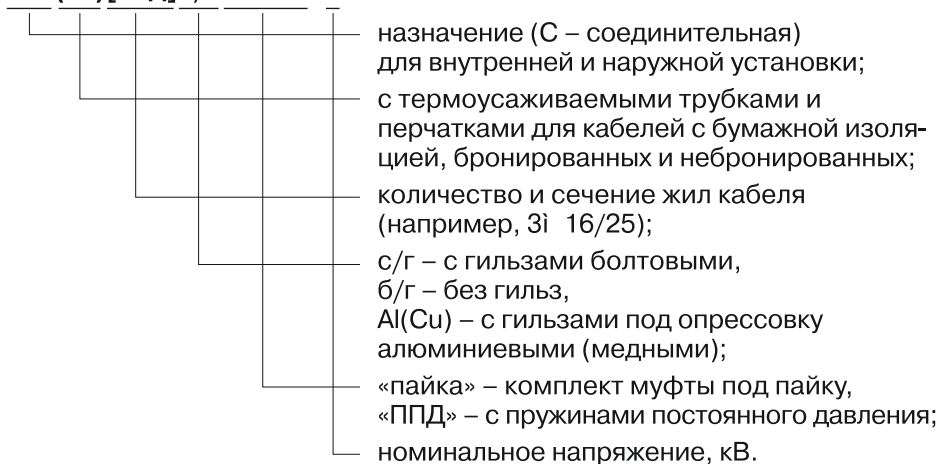 назначение (С – соединительная)
для внутренней и наружной установки;
с термоусаживаемыми трубками и
перчатками для кабелей с бумажной изоля-
цией, бронированных и небронированных;
количество и сечение жил кабеля
(например, 3ì 16/25);
с/г – с гильзами болтовыми,
б/г – без гильз,
Al(Cu) – с гильзами под опрессовку
алюминиевыми (медными);
«пайка» – комплект муфты под пайку,
«ППД» – с пружинами постоянного давления;
номинальное напряжение, кВ.